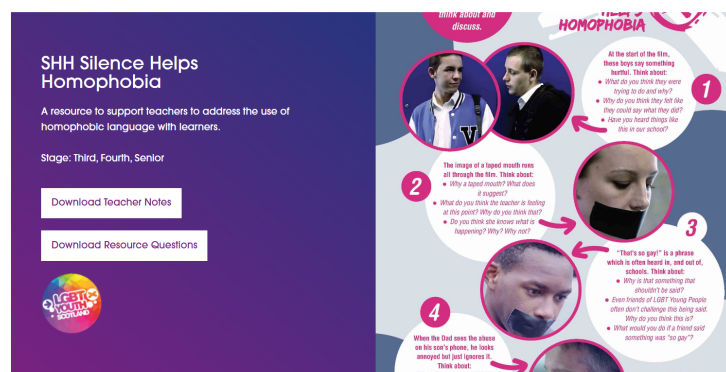 SHH Silence Helps
Homophobia
A resource to support teachers to address the use of
homophobic language with learners.
Stage: Third, Fourth, Senior
Download Teacher Notes
Download Resource Questions
LGBT
YOUTH
SCOTLAND
think about and
discuss.
HELPS
HOMOPHOBIA
At the start of the film,
these boys say something
hurtful. Think about:
• What do you think they were
trying to do and why?
• Why do you think they felt like
they could say what they did?
• Have you heard things like
this in our school?
1
The image of a taped mouth runs
all through the film. Think about:
• Why a taped mouth? What does
it suggest?
• What do you think the teacher is feeling
at this point? Why do you think that?
• Do you think she knows what is
happening? Why? Why not?
2
3
"That's so gay!" is a phrase
which is often heard in, and out of,
schools. Think about:
• Why is that something that
shouldn't be said?
• Even friends of LGBT Young People
often don't challenge this being said.
Why do you think this is?
• What would you do if a friend said
something was "so gay"?
4
When the Dad sees the abuse
on his son's phone, he looks
annoyed but just ignores it.
Think about: